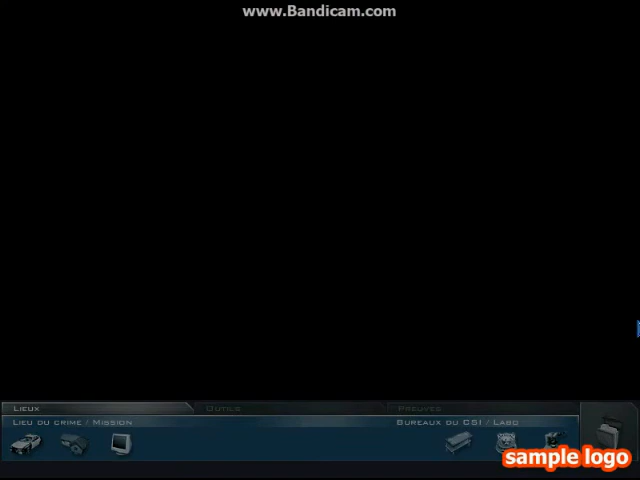 www.Bandicam.com
Lieux
Outils
Preuves
Lieu du crime / Mission
Bureaux du CSI / Labo
sample logo